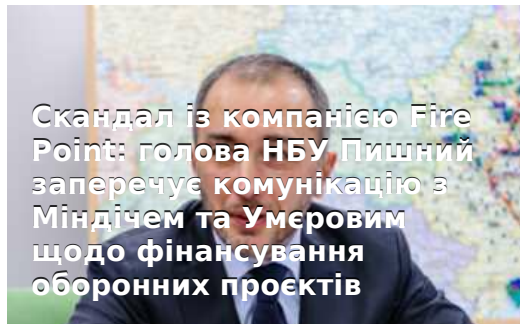 Скандал із компанією Fire
Point: голова НБУ Пишний
заперечує комунікацію з
Міндічем та Умєровим
щодо фінансування
оборонних проєктів